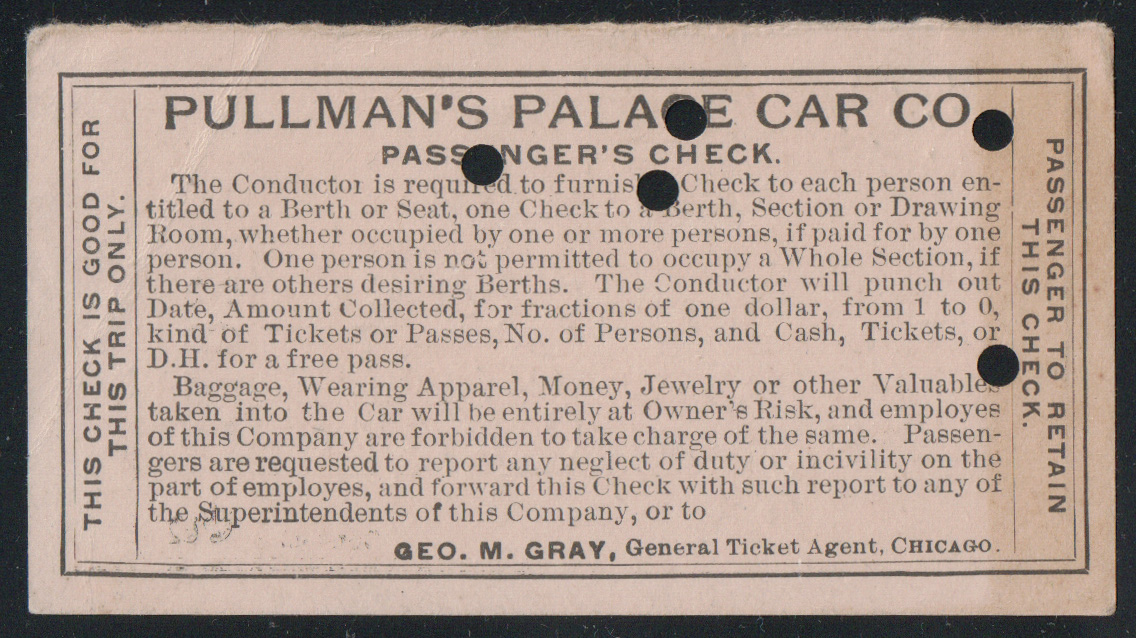 PULLMAN'S PALACE CAR CO.
PASSENGER'S CHECK.
The Conductor is required to furnish a Check to each person en-
titled to a Berth or Seat, one Check to a Berth, Section or Drawing
Room, whether occupied by one or more persons, if paid for by one
person. One person is not permitted to occupy a Whole Section, if
there are others desiring Berths. The Conductor will punch out
Date, Amount Collected, for fractions of one dollar, from 1 to 0,
kind of Tickets or Passes, No. of Persons, and Cash, Tickets, or
D.H. for a free pass.
Baggage, Wearing Apparel, Money, Jewelry or other Valuables
taken into the Car will be entirely at Owner's Risk, and employes
of this Company are forbidden to take charge of the same. Passen-
gers are requested to report any neglect of duty or incivility on the
part of employes, and forward this Check with such report to any of
the Superintendents of this Company, or to
GEO. M. GRAY, General Ticket Agent, CHICAGO.
THIS CHECK IS GOOD FOR
THIS TRIP ONLY.
PASSENGER TO RETAIN
THIS CHECK.